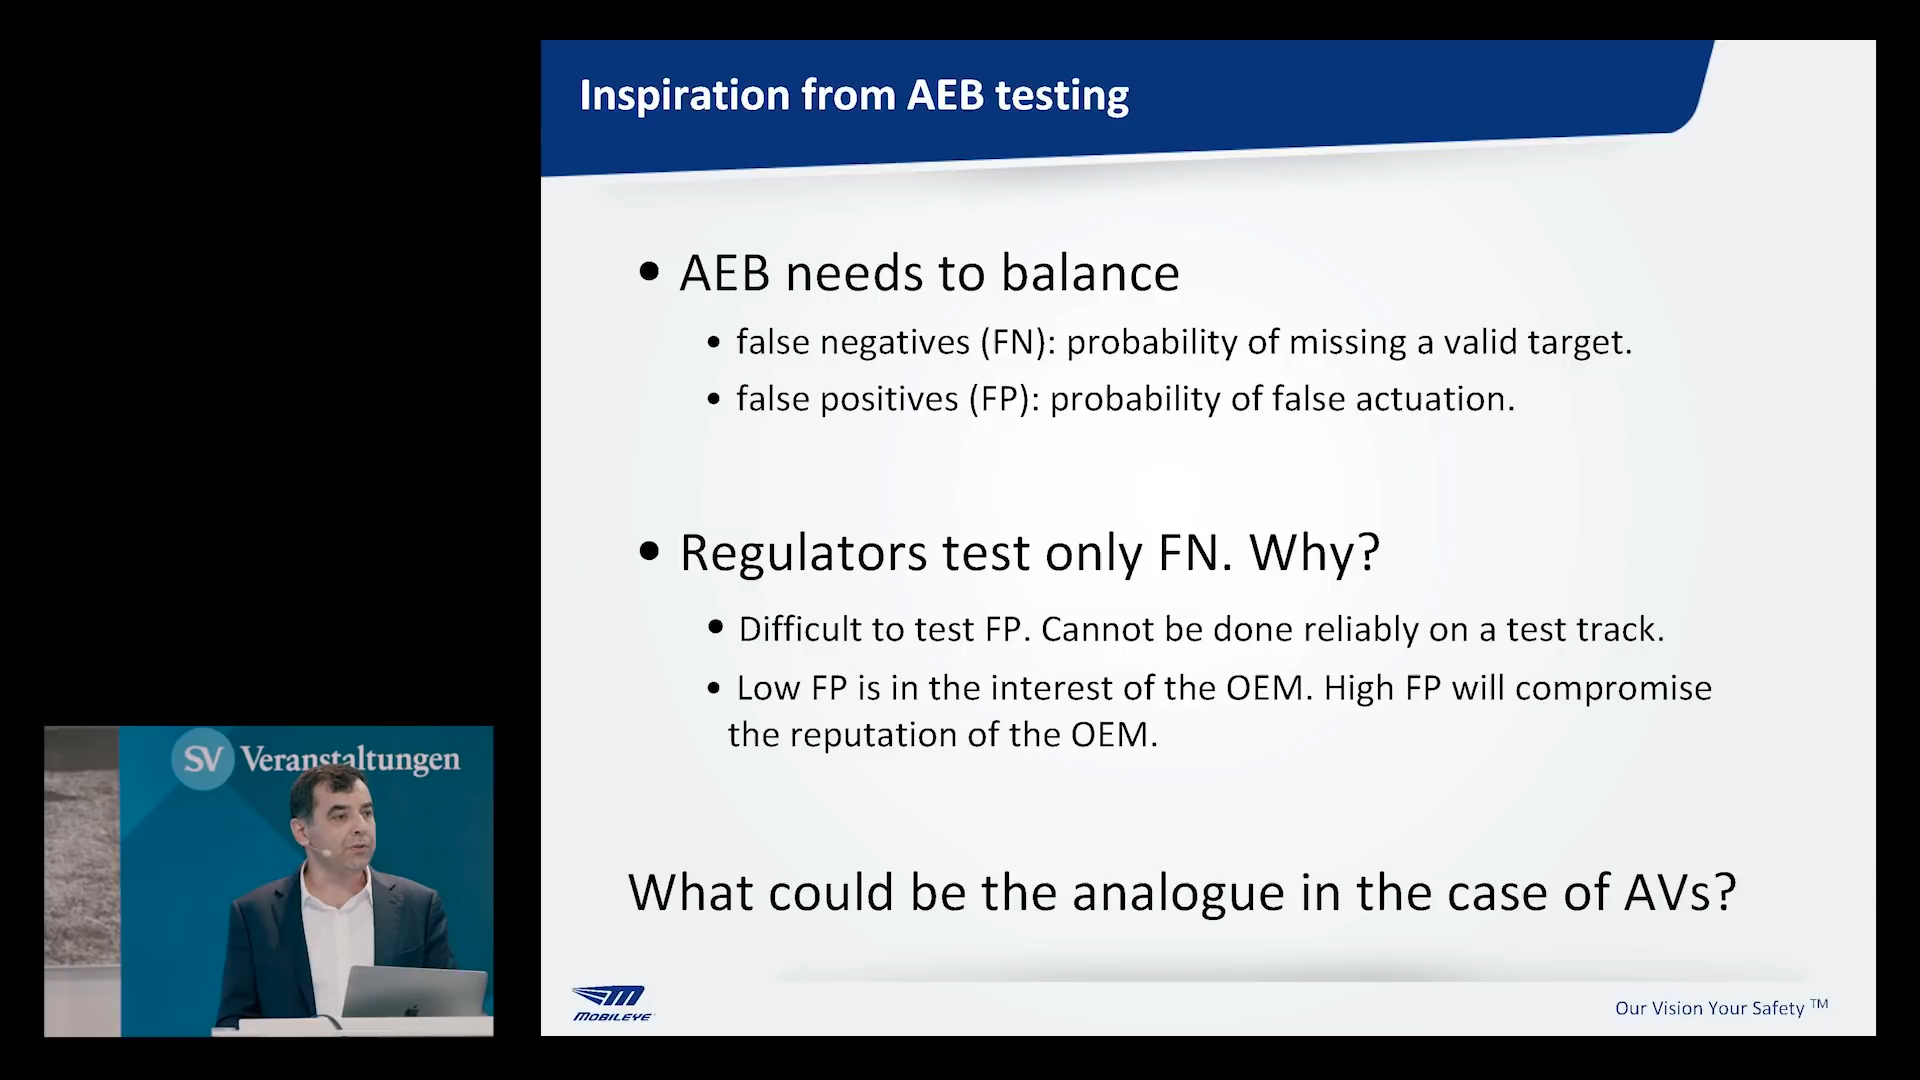 Inspiration from AEB testing
• AEB needs to balance
• false negatives (FN): probability of missing a valid target.
• false positives (FP): probability of false actuation.
• Regulators test only FN. Why?
• Difficult to test FP. Cannot be done reliably on a test track.
• Low FP is in the interest of the OEM. High FP will compromise
the reputation of the OEM.
What could be the analogue in the case of AVs?
MOBILEYE
Our Vision Your Safety TM
SV Veranstaltungen